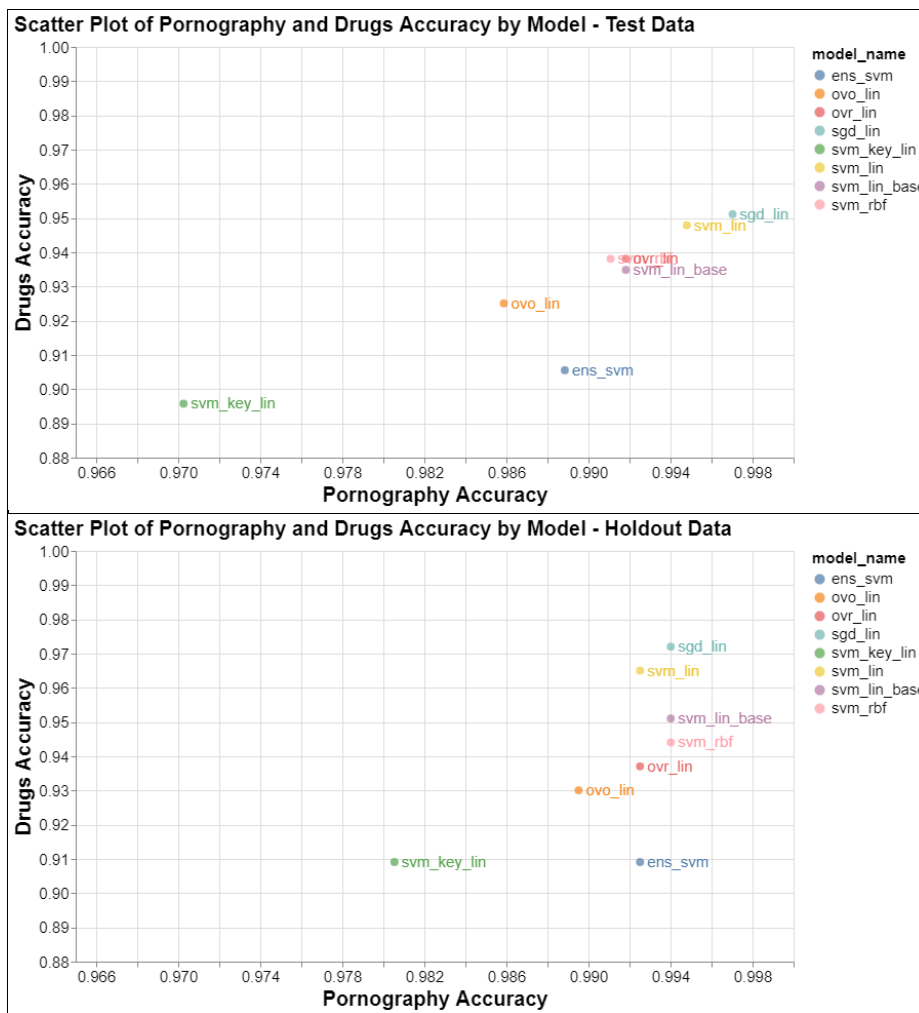 Scatter Plot of Pornography and Drugs Accuracy by Model - Test Data
1.00
0.99
0.98
0.97
0.96
0.95
0.94
0.93
0.92
0.91
0.90
0.89
0.88
Drugs Accuracy
sgd_lin
svm_lin
svm_rbf
ovr_lin
svm_lin_base
ovo_lin
ens_svm
svm_key_lin
0.966 0.970 0.974 0.978 0.982 0.986 0.990 0.994 0.998
Pornography Accuracy
model_name
ens_svm
ovo_lin
ovr_lin
sgd_lin
svm_key_lin
svm_lin
svm_lin_base
svm_rbf
Scatter Plot of Pornography and Drugs Accuracy by Model - Holdout Data
1.00
0.99
0.98
0.97
0.96
0.95
0.94
0.93
0.92
0.91
0.90
0.89
0.88
Drugs Accuracy
sgd_lin
svm_lin
svm_lin_base
svm_rbf
ovr_lin
ovo_lin
svm_key_lin
ens_svm
0.966 0.970 0.974 0.978 0.982 0.986 0.990 0.994 0.998
Pornography Accuracy
model_name
ens_svm
ovo_lin
ovr_lin
sgd_lin
svm_key_lin
svm_lin
svm_lin_base
svm_rbf